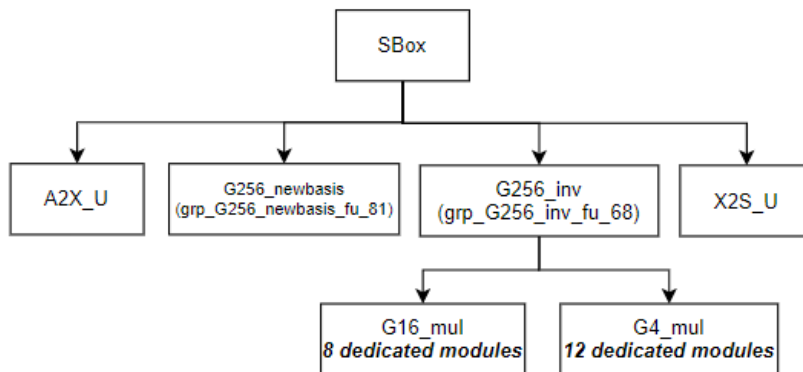 SBox
A2X_U
G256_newbasis
(grp_G256_newbasis_fu_81)
G256_inv
(grp_G256_inv_fu_68)
X2S_U
G16_mul
8 dedicated modules
G4_mul
12 dedicated modules